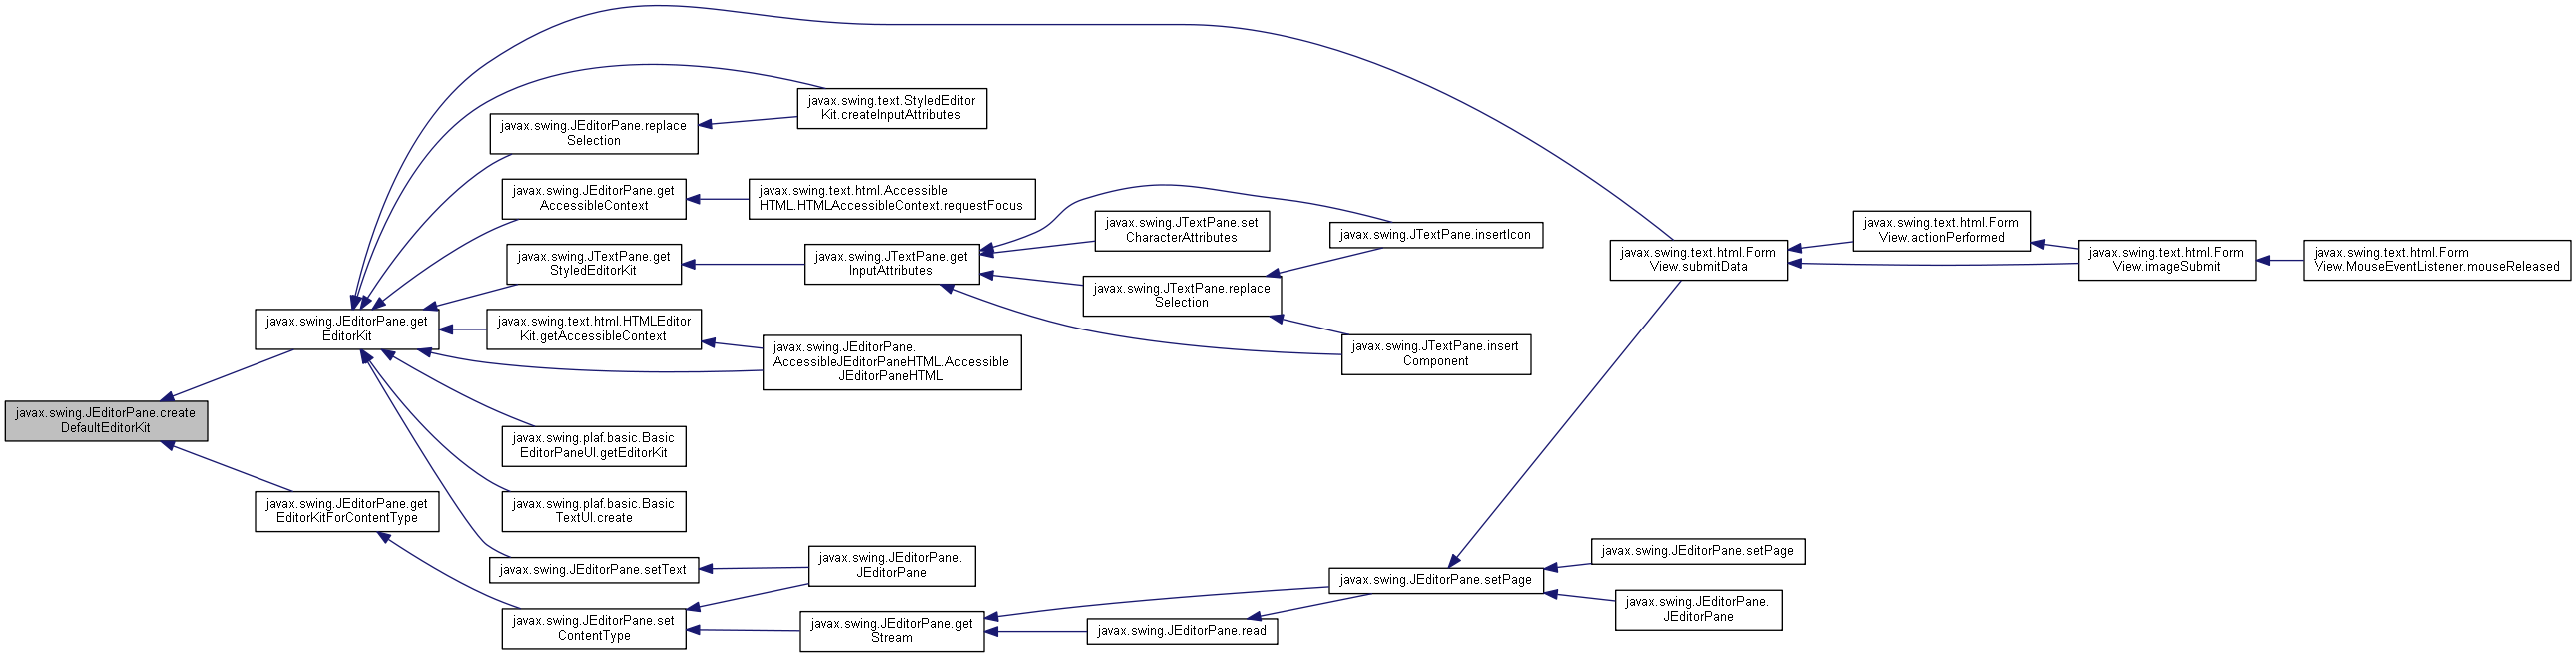 javax.swing.JEditorPane.create
DefaultEditorKit
javax.swing.JEditorPane.get
EditorKit
javax.swing.JEditorPane.replace
Selection
javax.swing.text.StyledEditor
Kit.createInputAttributes
javax.swing.JEditorPane.get
AccessibleContext
javax.swing.text.html.Accessible
HTML.HTMLAccessibleContext.requestFocus
javax.swing.JTextPane.get
StyledEditorKit
javax.swing.JTextPane.get
InputAttributes
javax.swing.JTextPane.set
CharacterAttributes
javax.swing.JTextPane.insertIcon
javax.swing.JTextPane.replace
Selection
javax.swing.JTextPane.insert
Component
javax.swing.text.html.HTMLEditor
Kit.getAccessibleContext
javax.swing.JEditorPane.
AccessibleJEditorPaneHTML.Accessible
JEditorPaneHTML
javax.swing.plaf.basic.Basic
EditorPaneUI.getEditorKit
javax.swing.plaf.basic.Basic
TextUI.create
javax.swing.JEditorPane.setText
javax.swing.JEditorPane.
JEditorPane
javax.swing.JEditorPane.get
EditorKitForContentType
javax.swing.JEditorPane.set
ContentType
javax.swing.JEditorPane.get
Stream
javax.swing.JEditorPane.read
javax.swing.JEditorPane.setPage
javax.swing.JEditorPane.setPage
javax.swing.JEditorPane.
JEditorPane
javax.swing.text.html.Form
View.submitData
javax.swing.text.html.Form
View.actionPerformed
javax.swing.text.html.Form
View.imageSubmit
javax.swing.text.html.Form
View.MouseEventListener.mouseReleased